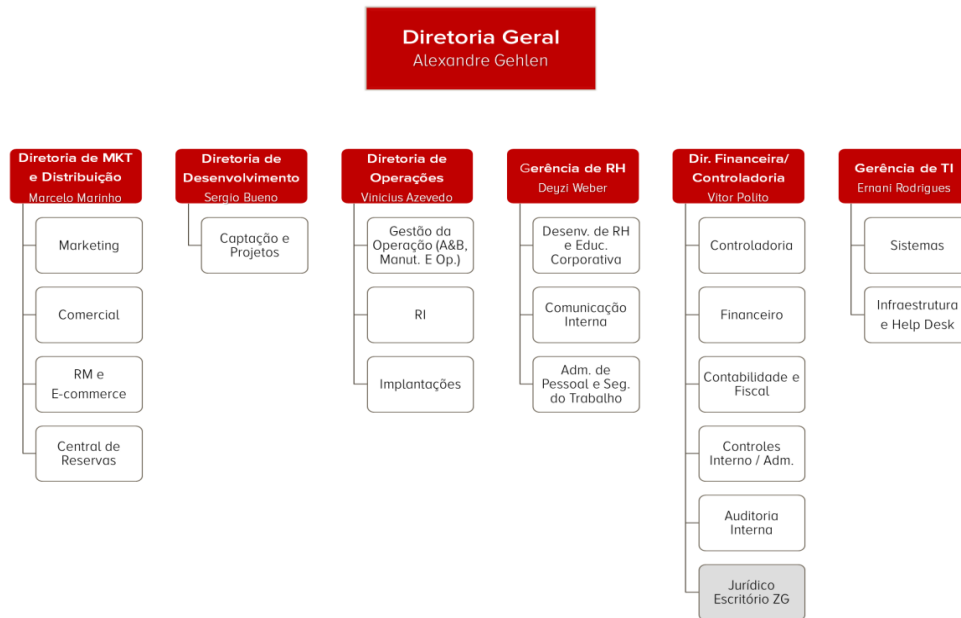 Diretoria Geral
Alexandre Gehlen
Diretoria de MKT
e Distribuição
Marcelo Marinho
Marketing
Comercial
RM e
E-commerce
Central de
Reservas
Diretoria de
Desenvolvimento
Sergio Bueno
Captação e
Projetos
Diretoria de
Operações
Vinicius Azevedo
Gestão da
Operação (A&B,
Manut. E Op.)
RI
Implantações
Gerência de RH
Deyzi Weber
Desenv. de RH
e Educ.
Corporativa
Comunicação
Interna
Adm. de
Pessoal e Seg.
do Trabalho
Dir. Financeira/
Controladoria
Vitor Polito
Controladoria
Financeiro
Contabilidade e
Fiscal
Controles
Interno / Adm.
Auditoria
Interna
Jurídico
Escritório ZG
Gerência de TI
Ernani Rodrigues
Sistemas
Infraestrutura
e Help Desk